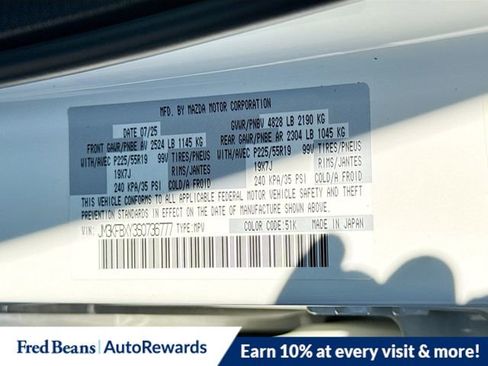 MFD. BY MAZDA MOTOR CORPORATION
DATE 07/25 GVWR/PNBV 4828 LB 2190 KG
FRONT GAWR/PNBE AV 2524 LB 1145 KG REAR GAWR/PNBE AR 2304 LB 1045 KG
WITH/AVEC P225/55R19 99V TIRES/PNEUS WITH/AVEC P225/55R19 99V TIRES/PNEUS
19X7J RIMS/JANTES 19X7J RIMS/JANTES
240 KPA/35 PSI COLD/A FROID 240 KPA/35 PSI COLD/A FROID
THIS VEHICLE CONFORMS TO ALL APPLICABLE FEDERAL MOTOR VEHICLE SAFETY AND THEFT
PREVENTION STANDARDS IN EFFECT ON THE DATE OF MANUFACTURE SHOWN ABOVE.
VIN: TYPE:MPV COLOR CODE:51K MADE IN JAPAN
Fred Beans AutoRewards Earn 10% at every visit & more!